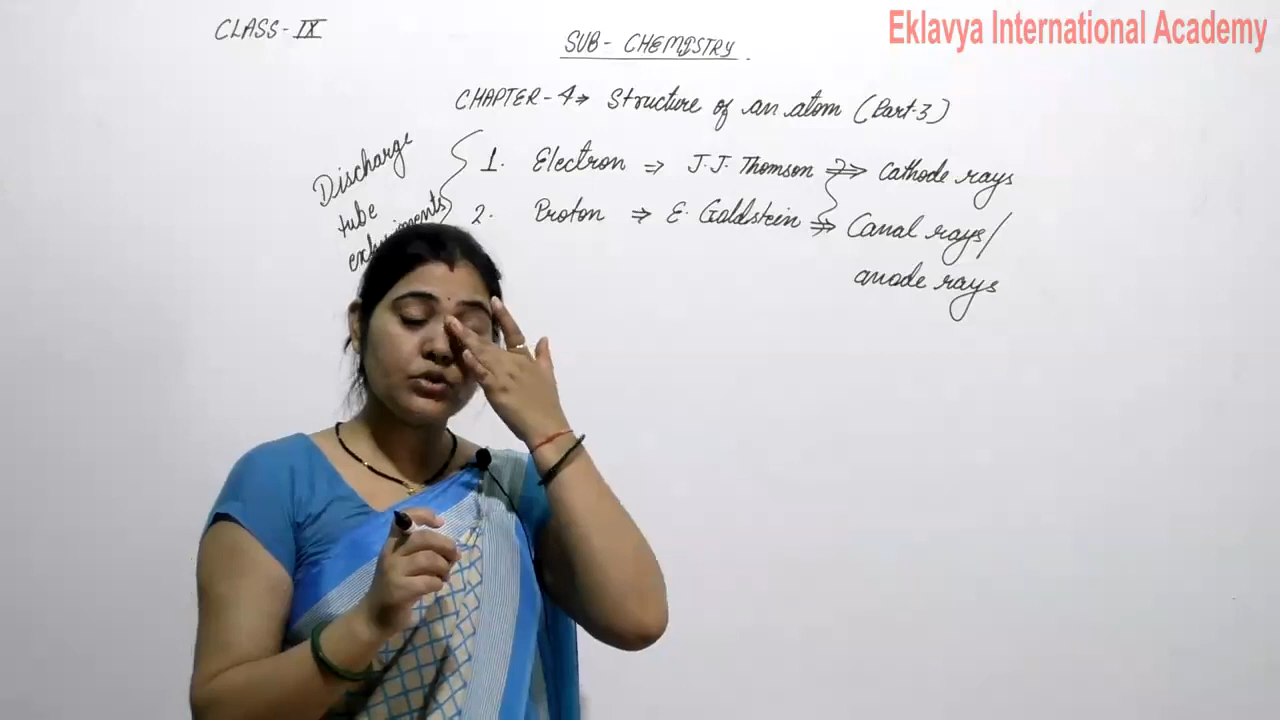 Eklavya International Academy
CLASS-IX
SUB- CHEMISTRY
CHAPTER-4→ Structure of an atom (Part-3)
1. Electron ⇒ J.J. Thomson ⇒ Cathode rays
2. Proton ⇒ E. Goldstein ⇒ Canal rays/
anode rays
Discharge
tube
experiments